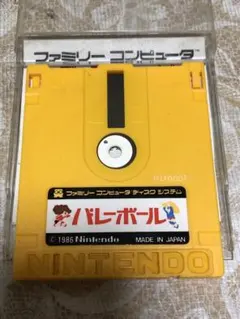 ファミリー コンピュータ
ファミリー コンピュータ ディスク システム
バレーボール
© 1986 Nintendo
MADE IN JAPAN
NINTENDO